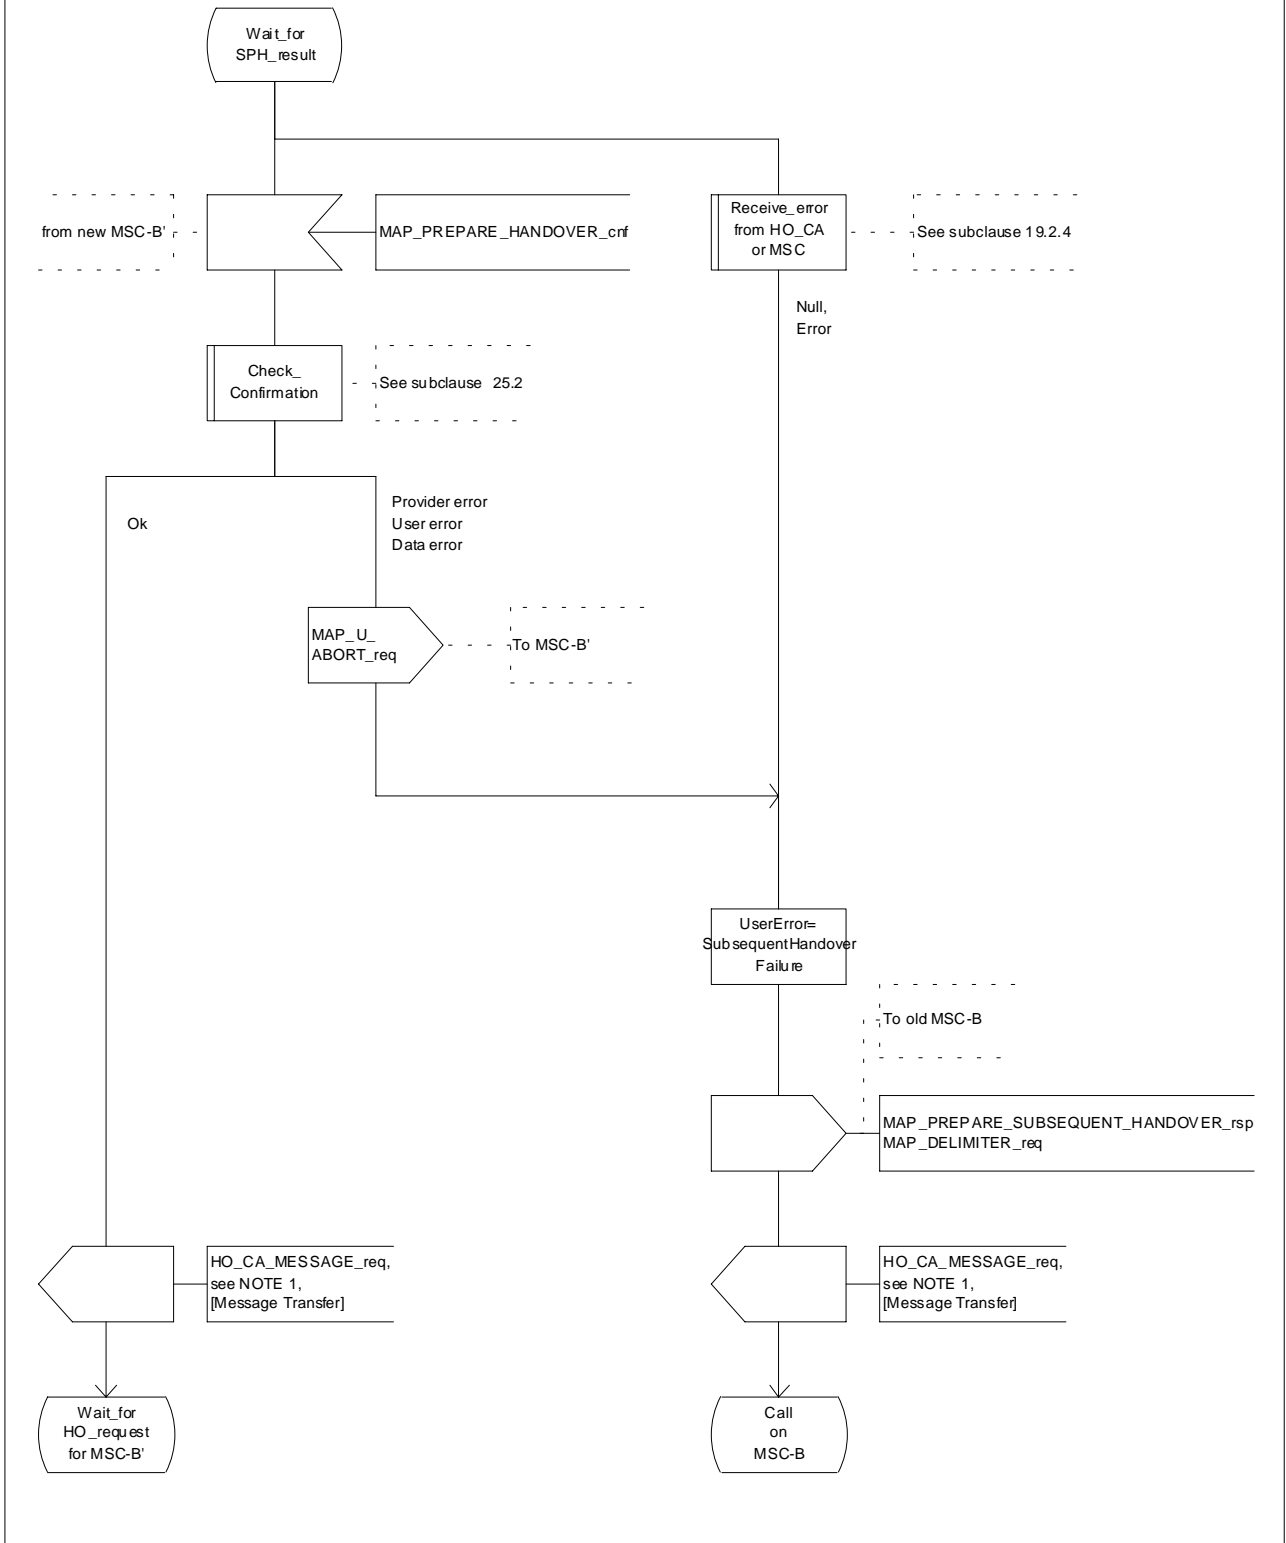 Wait_for
SPH_result
from new MSC-B'
MAP_PREPARE_HANDOVER_cnf
Receive_error
from HO_CA
or MSC
See subclause 19.2.4
Null,
Error
Check_
Confirmation
See subclause 25.2
Ok
Provider error
User error
Data error
MAP_U_
ABORT_req
To MSC-B'
UserError=
SubsequentHandover
Failure
To old MSC-B
MAP_PREPARE_SUBSEQUENT_HANDOVER_rsp
MAP_DELIMITER_req
HO_CA_MESSAGE_req,
see NOTE 1,
[Message Transfer]
HO_CA_MESSAGE_req,
see NOTE 1,
[Message Transfer]
Wait_for
HO_request
for MSC-B'
Call
on
MSC-B